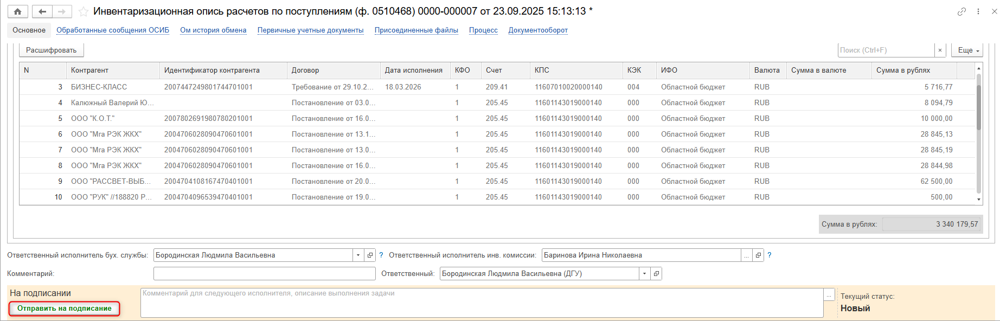 Инвентаризационная опись расчетов по поступлениям (ф. 0510468) 0000-000007 от 23.09.2025 15:13:13 *
Основное Обработанные сообщения ОСИБ Ом история обмена Первичные учетные документы Присоединенные файлы Процесс Документооборот
Расшифровать Поиск (Ctrl+F) × Еще
N Контрагент Идентификатор контрагента Договор Дата исполнения КФО Счет КПС КЭК ИФО Валюта Сумма в валюте Сумма в рублях
3 БИЗНЕС-КЛАСС 2007447249801744701001 Требование от 29.10.2... 18.03.2026 1 209.41 11607010020000140 004 Областной бюджет RUB 5 716,77
4 Калюжный Валерий Ю... Постановление от 03.0... 1 205.45 11601143019000140 000 Областной бюджет RUB 8 094,79
5 ООО "К.О.Т." 2007802691980780201001 Постановление от 16.0... 1 205.45 11601143019000140 000 Областной бюджет RUB 10 000,00
6 ООО "Мга РЭК ЖКХ" 2004706028090470601001 Постановление от 13.1... 1 205.45 11601143019000140 000 Областной бюджет RUB 28 845,13
7 ООО "Мга РЭК ЖКХ" 2004706028090470601001 Постановление от 13.0... 1 205.45 11601143019000140 000 Областной бюджет RUB 28 845,19
8 ООО "Мга РЭК ЖКХ" 2004706028090470601001 Постановление от 16.0... 1 205.45 11601143019000140 000 Областной бюджет RUB 28 844,98
9 ООО "РАССВЕТ-ВЫБ... 2004704108167470401001 Постановление от 20.0... 1 205.45 11601143019000140 000 Областной бюджет RUB 62 500,00
10 ООО "РУК" //188820 Р... 2004704096539470401001 Постановление от 19.0... 1 205.45 11601143019000140 000 Областной бюджет RUB 500,00
Сумма в рублях: 3 340 179,57
Ответственный исполнитель бух. службы: Бородинская Людмила Васильевна ? Ответственный исполнитель инв. комиссии: Баринова Ирина Николаевна ... ?
Комментарий: Ответственный: Бородинская Людмила Васильевна (ДГУ)
На подписании Комментарий для следующего исполнителя, описание выполнения задачи ... Текущий статус:
Отправить на подписание Новый